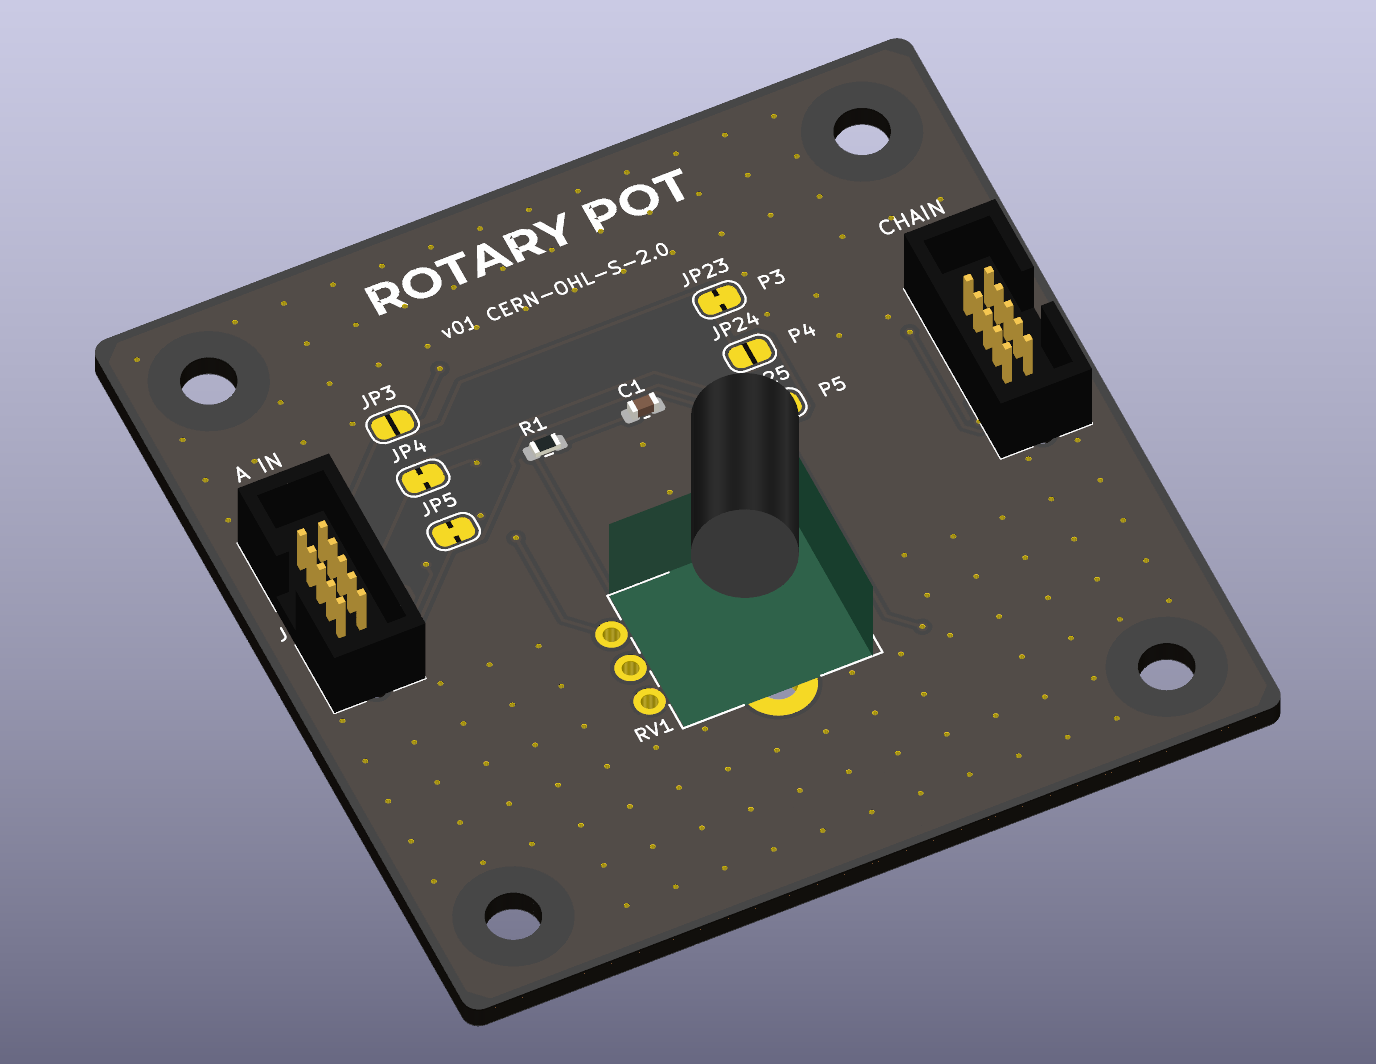 ROTARY POT
v01 CERN-OHL-S-2.0
CHAIN
JP23
P3
JP24
P4
P5
JP3
C1
R1
JP4
A IN
JP5
RV1